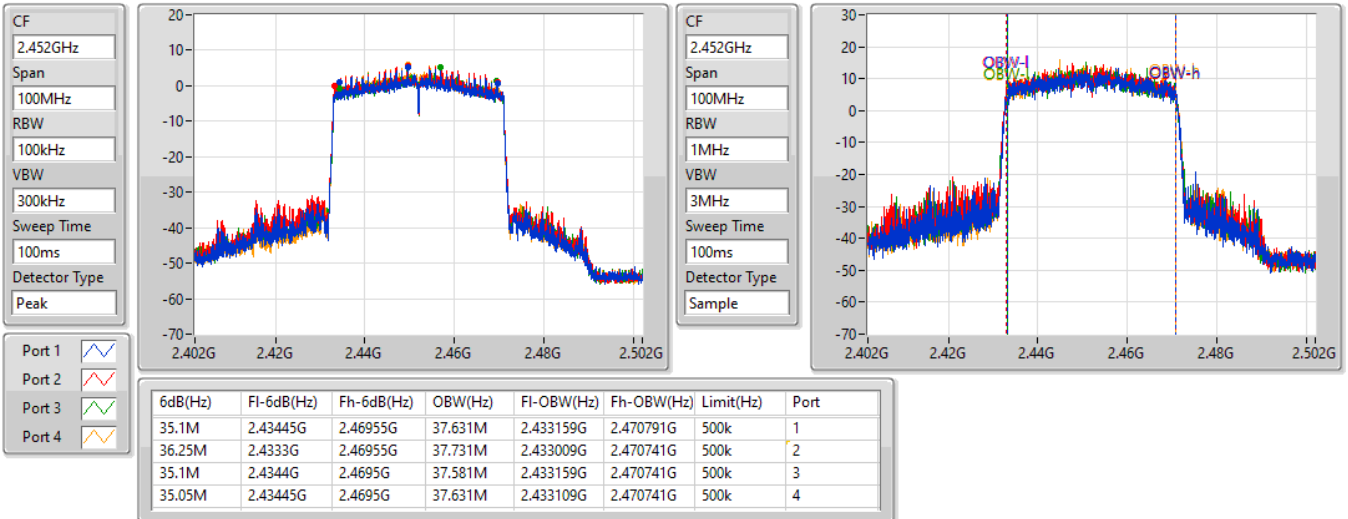 CF
2.452GHz
Span
100MHz
RBW
100kHz
VBW
300kHz
Sweep Time
100ms
Detector Type
Peak
20
10
0
-10
-20
-30
-40
-50
-60
-70
2.402G 2.42G 2.44G 2.46G 2.48G 2.502G
CF
2.452GHz
Span
100MHz
RBW
1MHz
VBW
3MHz
Sweep Time
100ms
Detector Type
Sample
30
20
10
0
-10
-20
-30
-40
-50
-60
-70
OBW-l
OBW-l
OBW-h
2.402G 2.42G 2.44G 2.46G 2.48G 2.502G
Port 1
Port 2
Port 3
Port 4
6dB(Hz) Fl-6dB(Hz) Fh-6dB(Hz) OBW(Hz) Fl-OBW(Hz) Fh-OBW(Hz) Limit(Hz) Port
35.1M 2.43445G 2.46955G 37.631M 2.433159G 2.470791G 500k 1
36.25M 2.4333G 2.46955G 37.731M 2.433009G 2.470741G 500k 2
35.1M 2.4344G 2.4695G 37.581M 2.433159G 2.470741G 500k 3
35.05M 2.43445G 2.4695G 37.631M 2.433109G 2.470741G 500k 4